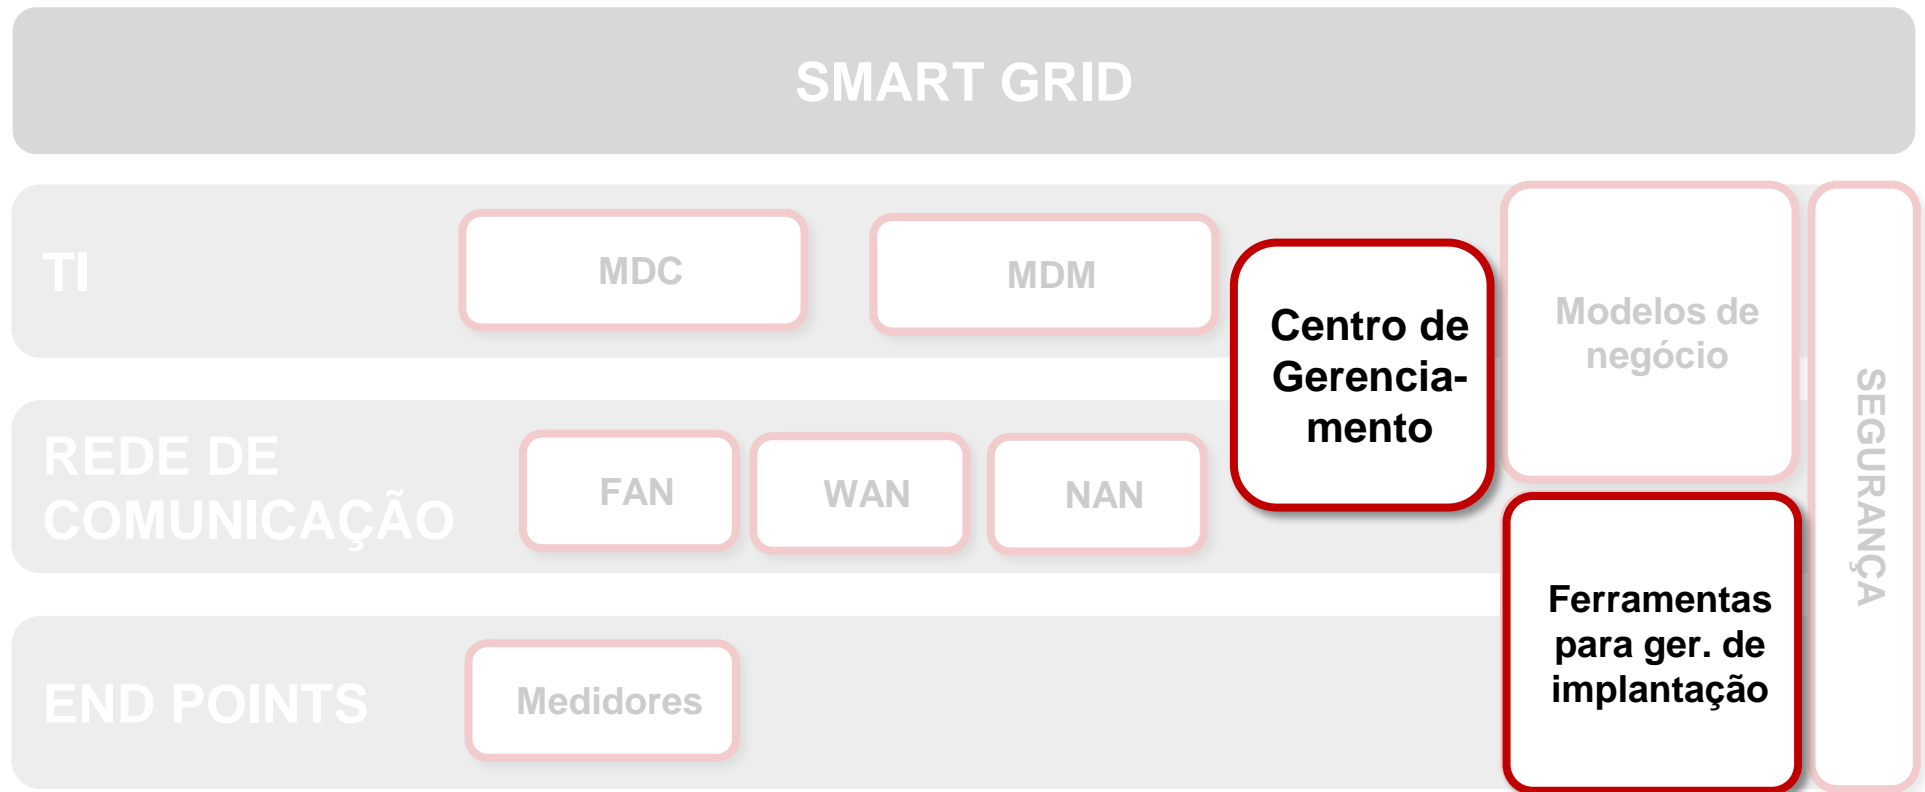 SMART GRID
TI
MDC
MDM
Centro de
Gerencia-
mento
Modelos de
negócio
SEGURANÇA
REDE DE
COMUNICAÇÃO
FAN
WAN
NAN
Ferramentas
para ger. de
implantação
END POINTS
Medidores